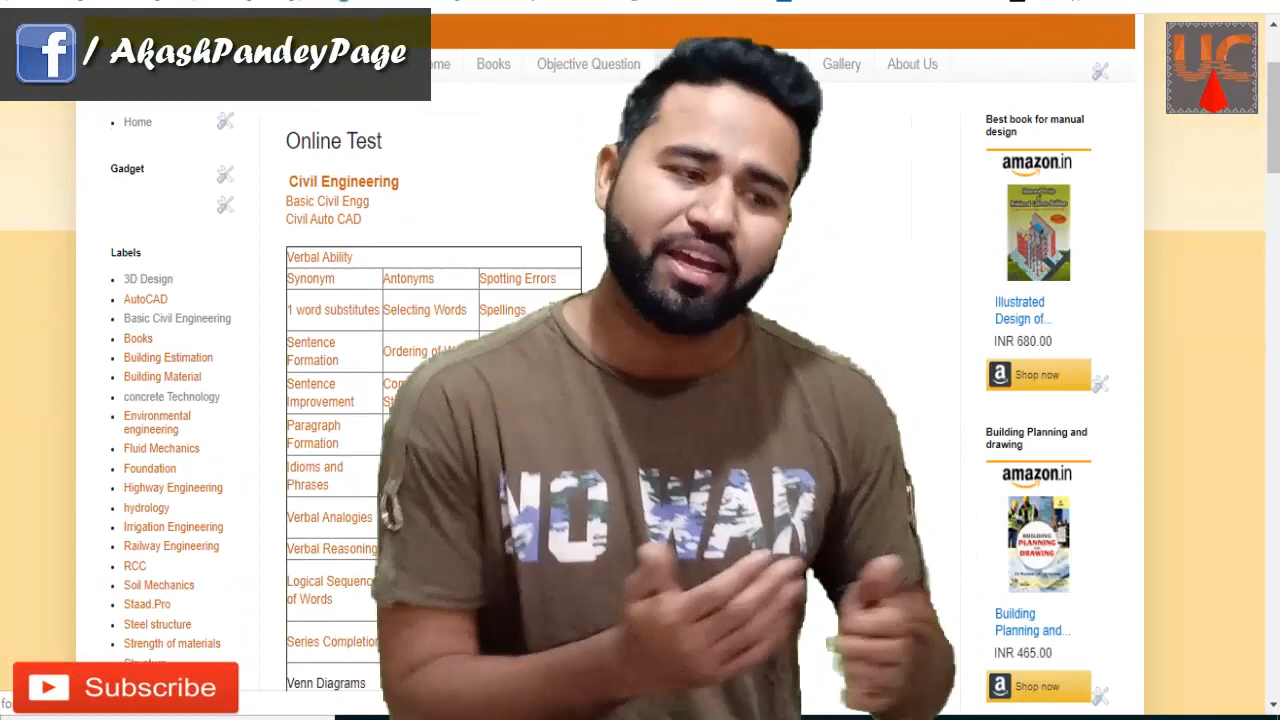 / AkashPandeyPage
UC
Books
Objective Question
Gallery
About Us
Home
Gadget
Labels
3D Design
AutoCAD
Basic Civil Engineering
Books
Building Estimation
Building Material
concrete Technology
Environmental
engineering
Fluid Mechanics
Foundation
Highway Engineering
hydrology
Irrigation Engineering
Railway Engineering
RCC
Soil Mechanics
Staad.Pro
Steel structure
Strength of materials
Subscribe
Online Test
Civil Engineering
Basic Civil Engg
Civil Auto CAD
Verbal Ability
Synonym Antonyms Spotting Errors
1 word substitutes Selecting Words Spellings
Sentence
Formation
Ordering of
Sentence
Improvement
Paragraph
Formation
Idioms and
Phrases
Verbal Analogies
Verbal Reasoning
Logical Sequence
of Words
Series Completion
Venn Diagrams
NO WAR
Best book for manual
design
amazon.in
Illustrated
Design of...
INR 680.00
Shop now
Building Planning and
drawing
amazon.in
BUILDING
PLANNING
AND
DRAWING
Building
Planning and...
INR 465.00
Shop now